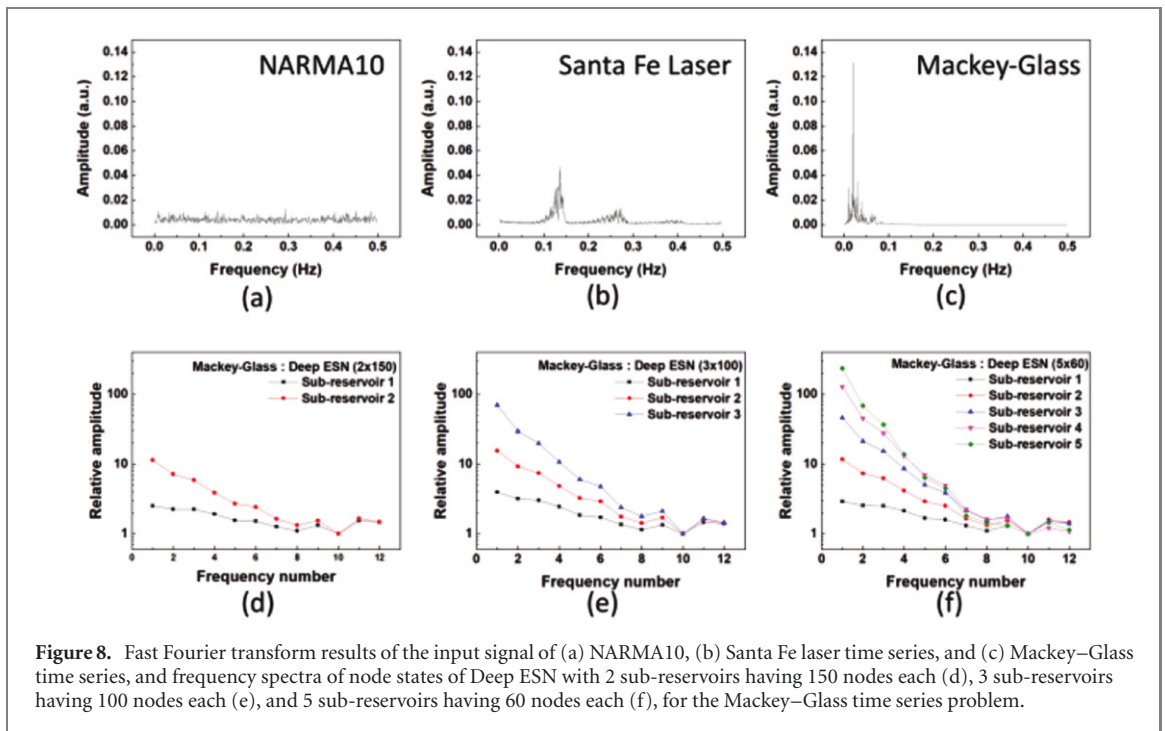 NARMA10
0.14
0.12
0.10
0.08
0.06
0.04
0.02
0.00
Amplitude (a.u.)
0.0 0.1 0.2 0.3 0.4 0.5
Frequency (Hz)
(a)
Santa Fe Laser
0.14
0.12
0.10
0.08
0.06
0.04
0.02
0.00
Amplitude (a.u.)
0.0 0.1 0.2 0.3 0.4 0.5
Frequency (Hz)
(b)
Mackey-Glass
0.14
0.12
0.10
0.08
0.06
0.04
0.02
0.00
Amplitude (a.u.)
0.0 0.1 0.2 0.3 0.4 0.5
Frequency (Hz)
(c)
Mackey-Glass : Deep ESN (2x150)
Sub-reservoir 1
Sub-reservoir 2
100
10
1
Relative amplitude
2 4 6 8 10 12
Frequency number
(d)
Mackey-Glass : Deep ESN (3x100)
Sub-reservoir 1
Sub-reservoir 2
Sub-reservoir 3
100
10
1
Relative amplitude
0 2 4 6 8 10 12
Frequency number
(e)
Mackey-Glass : Deep ESN (5x60)
Sub-reservoir 1
Sub-reservoir 2
Sub-reservoir 3
Sub-reservoir 4
Sub-reservoir 5
100
10
1
Relative amplitude
0 2 4 6 8 10 12
Frequency number
(f)
Figure 8. Fast Fourier transform results of the input signal of (a) NARMA10, (b) Santa Fe laser time series, and (c) Mackey–Glass
time series, and frequency spectra of node states of Deep ESN with 2 sub-reservoirs having 150 nodes each (d), 3 sub-reservoirs
having 100 nodes each (e), and 5 sub-reservoirs having 60 nodes each (f), for the Mackey–Glass time series problem.